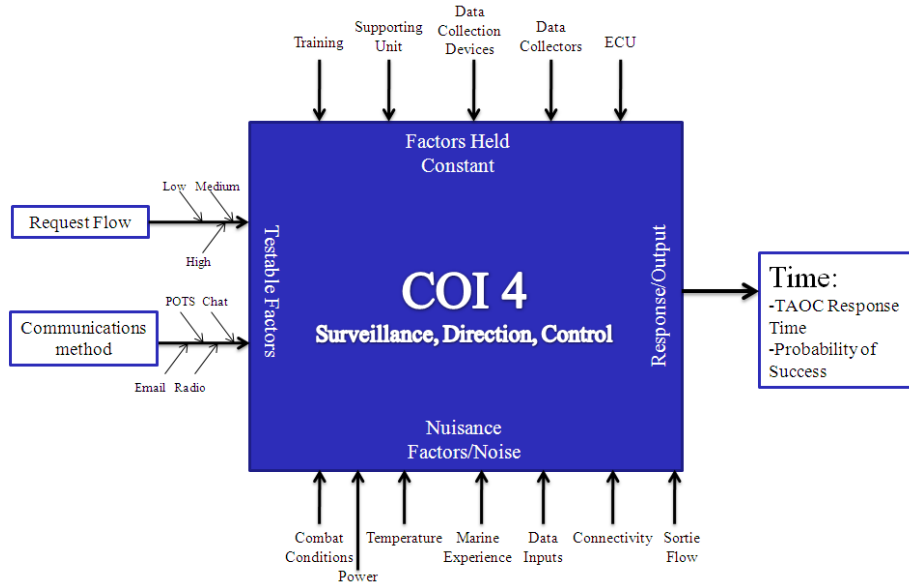 Training
Supporting
Unit
Data
Collection
Devices
Data
Collectors
ECU
Factors Held
Constant
Low Medium
Request Flow
High
Testable Factors
POTS Chat
Communications
method
Email Radio
COI 4
Surveillance, Direction, Control
Response/Output
Time:
-TAOC Response
Time
-Probability of
Success
Nuisance
Factors/Noise
Combat
Conditions
Power
Temperature
Marine
Experience
Data
Inputs
Connectivity
Sortie
Flow